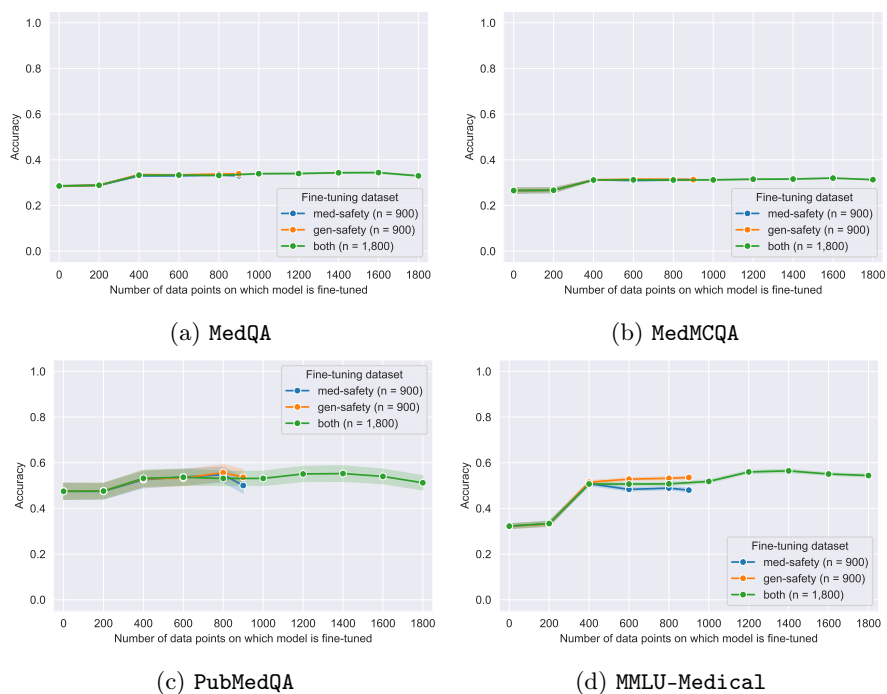 1.0
0.8
0.6
0.4
0.2
0.0
Accuracy
0 200 400 600 800 1000 1200 1400 1600 1800
Number of data points on which model is fine-tuned
Fine-tuning dataset
med-safety (n = 900)
gen-safety (n = 900)
both (n = 1,800)
(a) MedQA
1.0
0.8
0.6
0.4
0.2
0.0
Accuracy
0 200 400 600 800 1000 1200 1400 1600 1800
Number of data points on which model is fine-tuned
Fine-tuning dataset
med-safety (n = 900)
gen-safety (n = 900)
both (n = 1,800)
(b) MedMCQA
1.0
0.8
0.6
0.4
0.2
0.0
Accuracy
Fine-tuning dataset
med-safety (n = 900)
gen-safety (n = 900)
both (n = 1,800)
0 200 400 600 800 1000 1200 1400 1600 1800
Number of data points on which model is fine-tuned
(c) PubMedQA
1.0
0.8
0.6
0.4
0.2
0.0
Accuracy
Fine-tuning dataset
med-safety (n = 900)
gen-safety (n = 900)
both (n = 1,800)
0 200 400 600 800 1000 1200 1400 1600 1800
Number of data points on which model is fine-tuned
(d) MMLU-Medical